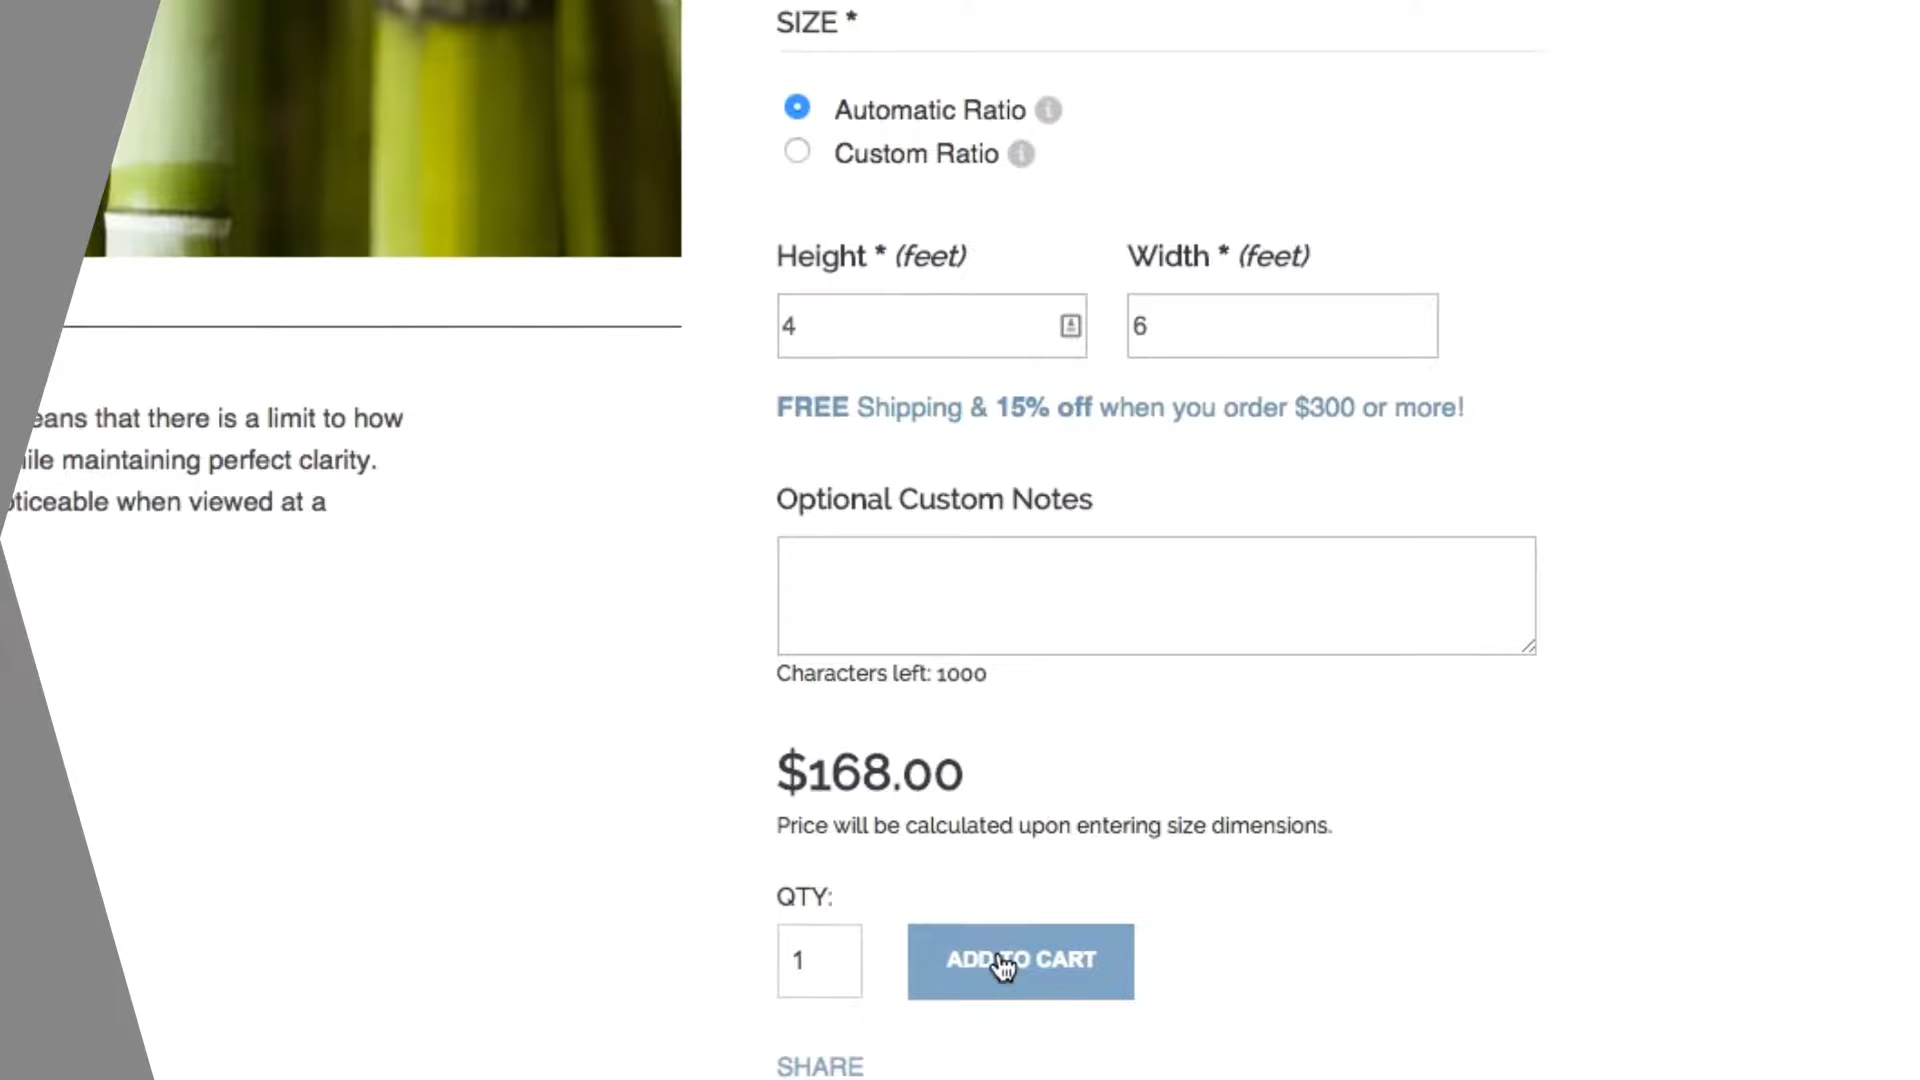 SIZE *
Automatic Ratio
Custom Ratio
Height * (feet) Width * (feet)
4 6
FREE Shipping & 15% off when you order $300 or more!
that there is a limit to how
maintaining perfect clarity.
when viewed at a
Optional Custom Notes
Characters left: 1000
$168.00
Price will be calculated upon entering size dimensions.
QTY:
1 ADD TO CART
SHARE